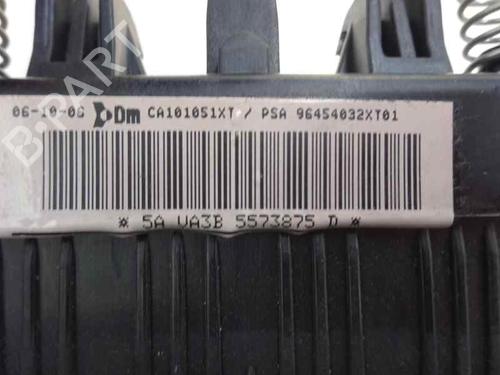 06-10-06 Dm CA101051XT / PSA 96454032XT01
* 5A VA3B 5573875 D *